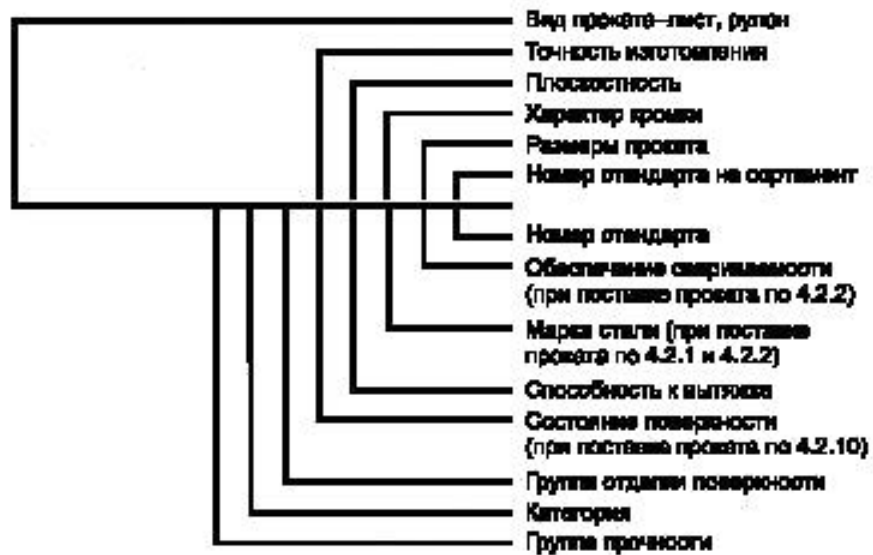 Вид проката–лист, рулон
Точность изготовления
Плоскостность
Характер кромки
Размеры проката
Номер стандарта на сортамент
Номер стандарта
Обеспечение свариваемости
(при поставке проката по 4.2.2)
Марка стали (при поставке
проката по 4.2.1 и 4.2.2)
Способность к вытяжке
Состояние поверхности
(при поставке проката по 4.2.10)
Группа отделки поверхности
Категория
Группа прочности